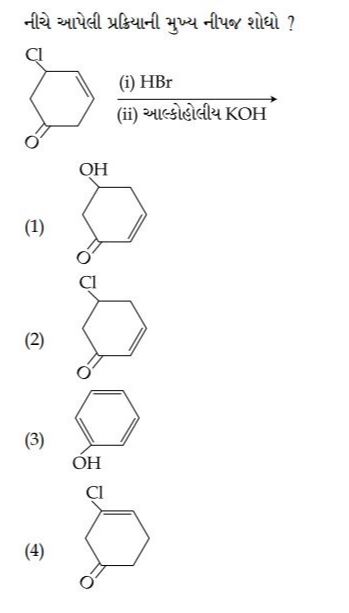 નીચે આપેલી પ્રક્રિયાની મુખ્ય નીપજ શોધો ?
Cl
(i) HBr
(ii) આલ્કોહોલીય KOH
O
OH
(1)
O
Cl
(2)
O
(3)
OH
Cl
(4)
O